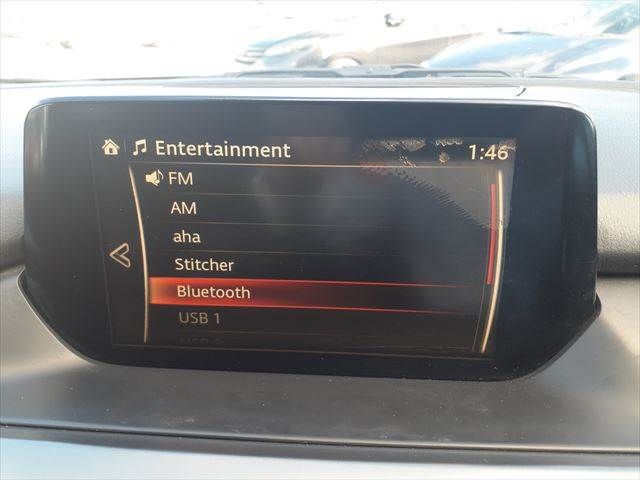 Entertainment 1:46
FM
AM
aha
Stitcher
Bluetooth
USB 1